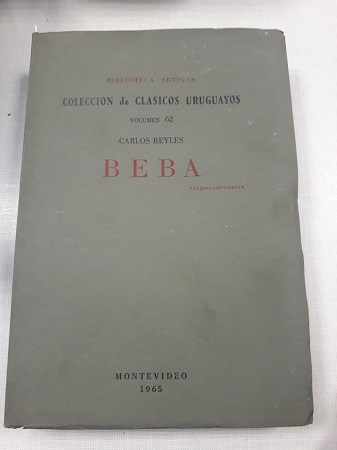 BIBLIOTECA ARTIGAS
COLECCION de CLASICOS URUGUAYOS
VOLUMEN 62
CARLOS REYLES
BEBA
MONTEVIDEO
1965